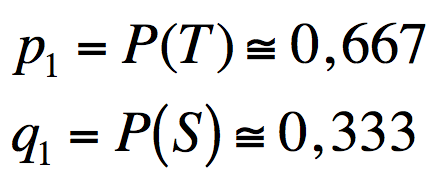 p₁ = P(T) ≅ 0,667
q₁ = P(S) ≅ 0,333